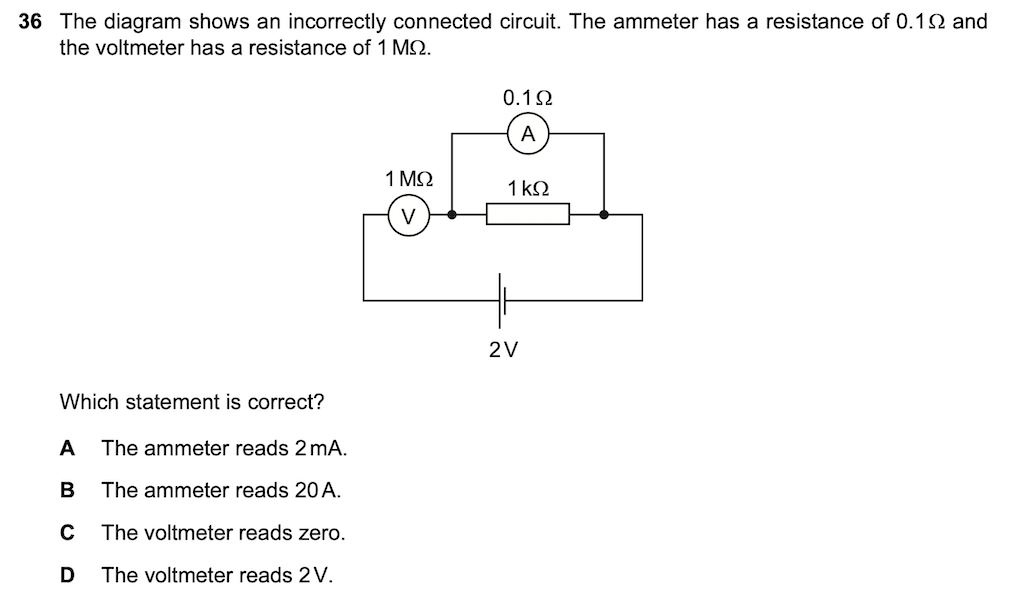 36 The diagram shows an incorrectly connected circuit. The ammeter has a resistance of 0.1 Ω and
the voltmeter has a resistance of 1 MΩ.
0.1 Ω
A
1 MΩ
1 kΩ
V
2 V
Which statement is correct?
A The ammeter reads 2 mA.
B The ammeter reads 20 A.
C The voltmeter reads zero.
D The voltmeter reads 2 V.